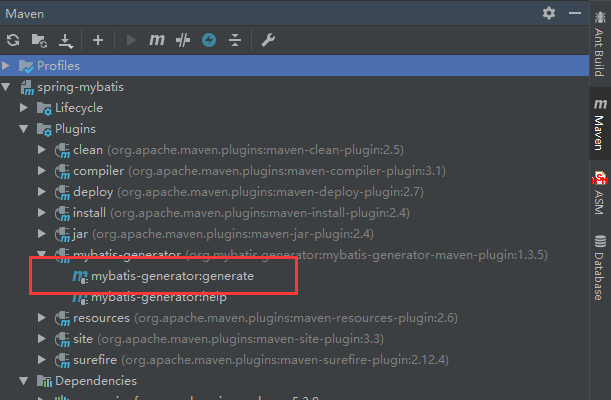 Maven
Profiles
spring-mybatis
Lifecycle
Plugins
clean (org.apache.maven.plugins:maven-clean-plugin:2.5)
compiler (org.apache.maven.plugins:maven-compiler-plugin:3.1)
deploy (org.apache.maven.plugins:maven-deploy-plugin:2.7)
install (org.apache.maven.plugins:maven-install-plugin:2.4)
jar (org.apache.maven.plugins:maven-jar-plugin:2.4)
mybatis-generator (org.mybatis.generator:mybatis-generator-maven-plugin:1.3.5)
mybatis-generator:generate
mybatis-generator:help
resources (org.apache.maven.plugins:maven-resources-plugin:2.6)
site (org.apache.maven.plugins:maven-site-plugin:3.3)
surefire (org.apache.maven.plugins:maven-surefire-plugin:2.12.4)
Dependencies
Ant Build
Maven
ASM
Database